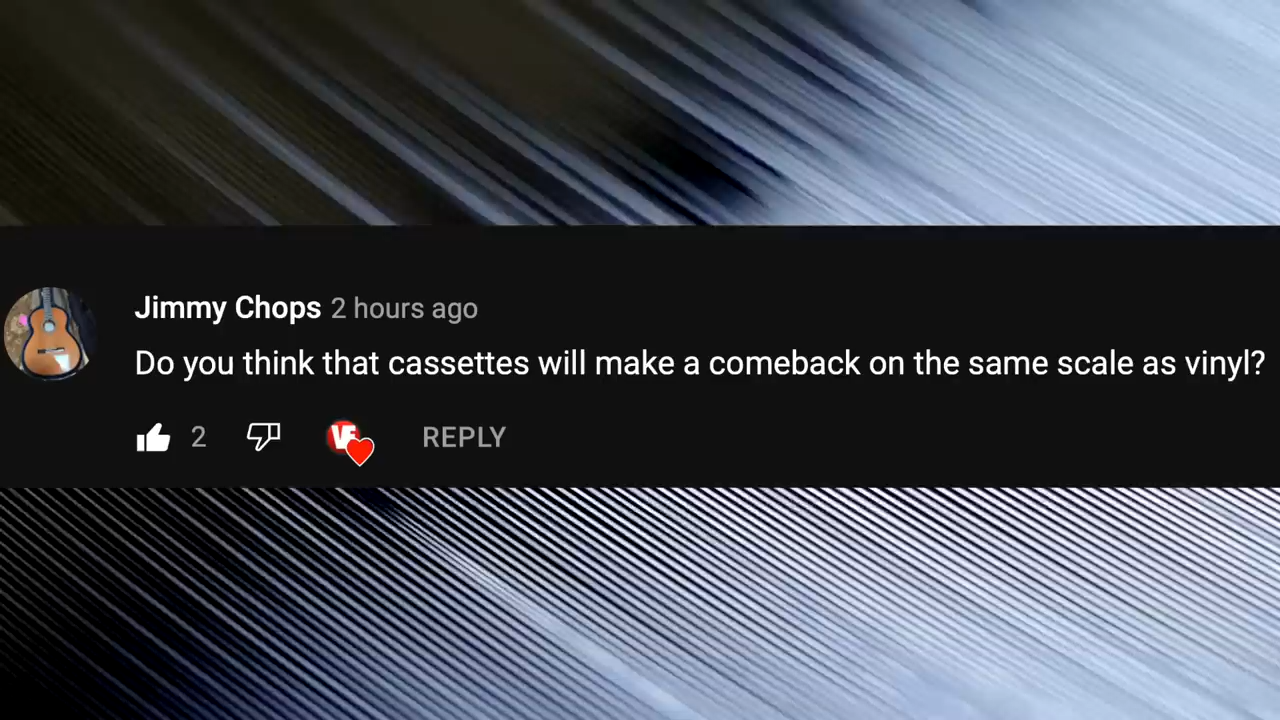 Jimmy Chops 2 hours ago
Do you think that cassettes will make a comeback on the same scale as vinyl?
2 VE REPLY